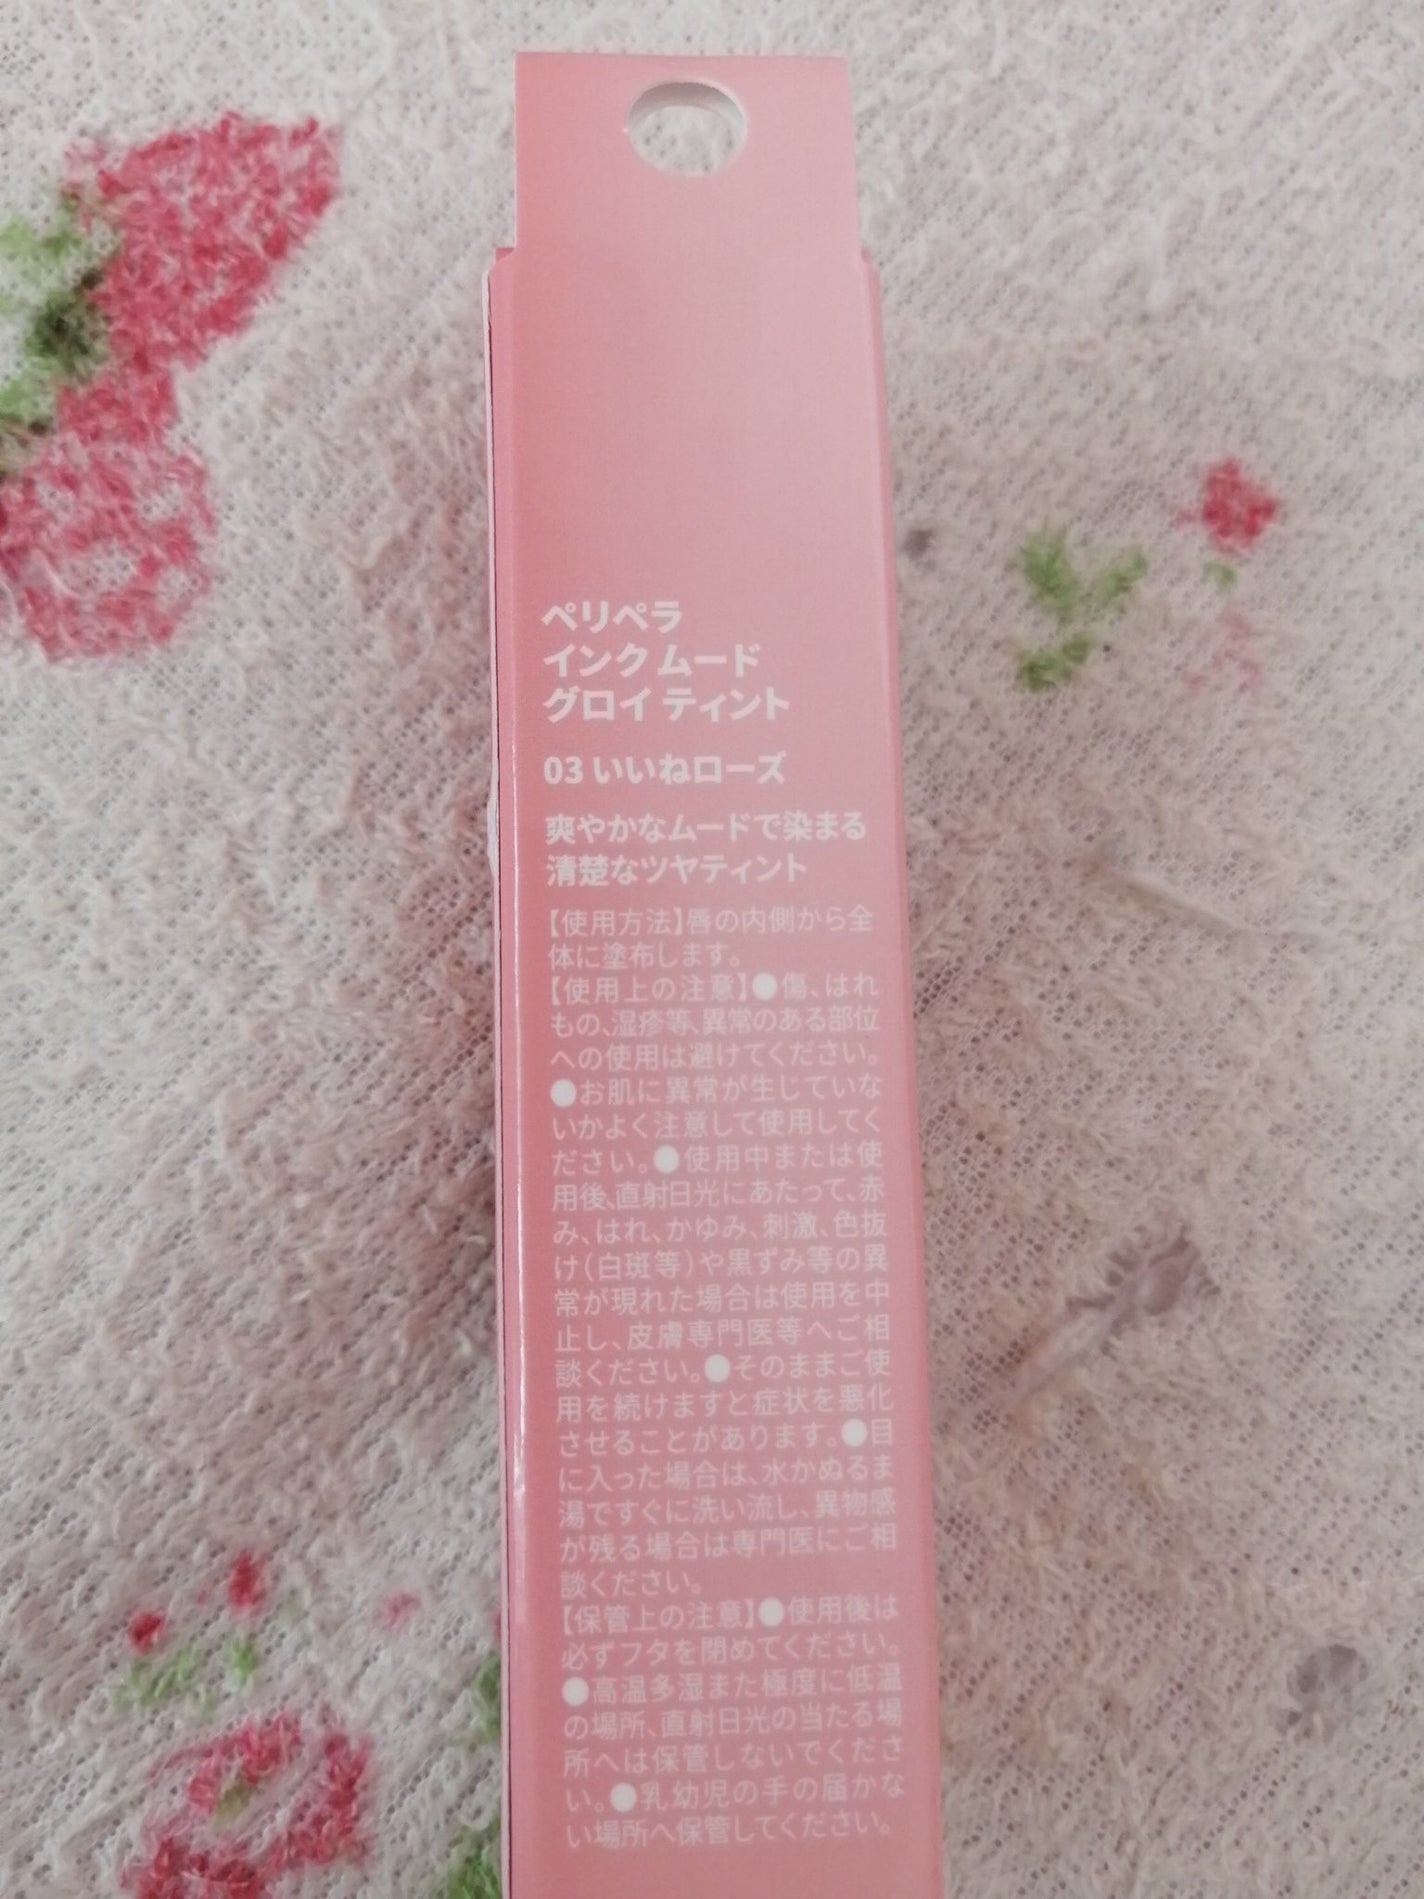 ペリペラ
インク ムード
グロイ ティント
03 いいねローズ
爽やかなムードで染まる
清楚なツヤティント
【使用方法】唇の内側から全
体に塗布します。
【使用上の注意】●傷、はれ
もの、湿疹等、異常のある部位
への使用は避けてください。
●お肌に異常が生じていな
いかよく注意して使用してく
ださい。●使用中または使
用後、直射日光にあたって、赤
み、はれ、かゆみ、刺激、色抜
け(白斑等)や黒ずみ等の異
常が現れた場合は使用を中
止し、皮膚専門医等へご相
談ください。●そのままご使
用を続けますと症状を悪化
させることがあります。●目
に入った場合は、水かぬるま
湯ですぐに洗い流し、異物感
が残る場合は専門医にご相
談ください。
【保管上の注意】●使用後は
必ずフタを閉めてください。
●高温多湿また極度に低温
の場所、直射日光の当たる場
所へは保管しないでくださ
い。●乳幼児の手の届かな
い場所へ保管してください。